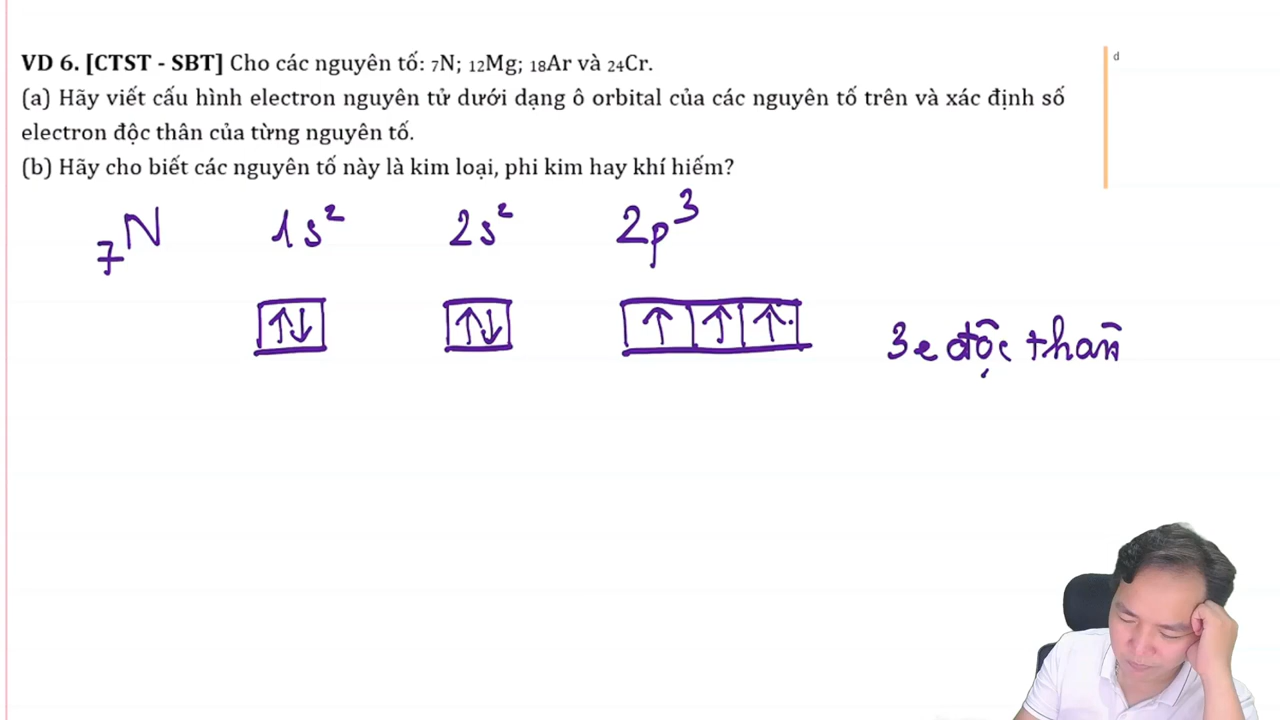 VD 6. [CTST - SBT] Cho các nguyên tố: ₇N; ₁₂Mg; ₁₈Ar và ₂₄Cr.
d
(a) Hãy viết cấu hình electron nguyên tử dưới dạng ô orbital của các nguyên tố trên và xác định số
electron độc thân của từng nguyên tố.
(b) Hãy cho biết các nguyên tố này là kim loại, phi kim hay khí hiếm?
₇N 1s² 2s² 2p³
↑↓ ↑↓ ↑ ↑ ↑
3e độc thân